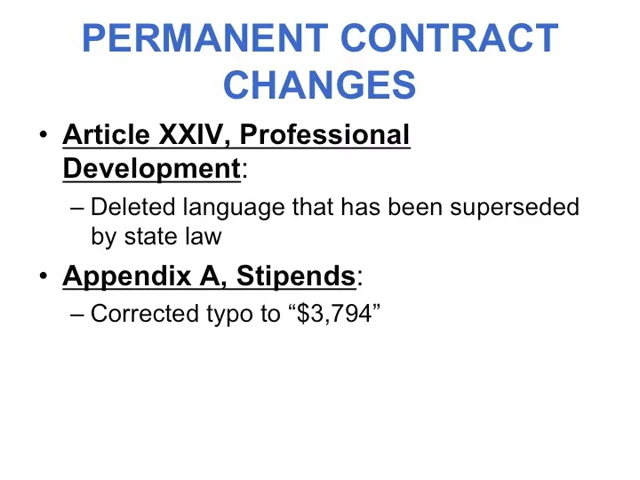 PERMANENT CONTRACT
CHANGES
• Article XXIV, Professional
Development:
– Deleted language that has been superseded
by state law
• Appendix A, Stipends:
– Corrected typo to “$3,794”